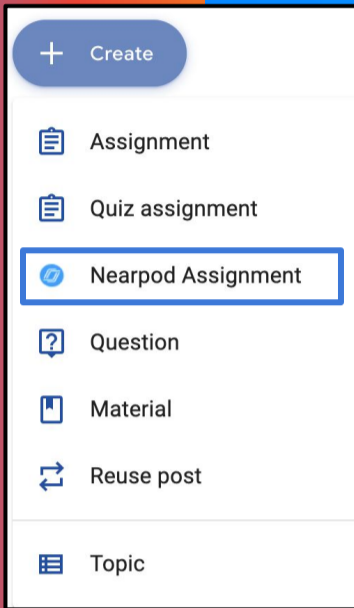 Create
Assignment
Quiz assignment
Nearpod Assignment
Question
Material
Reuse post
Topic